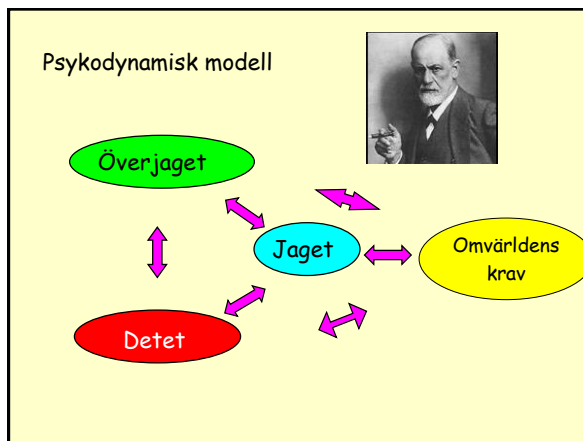 Psykodynamisk modell
Överjaget
Jaget
Omvärldens
krav
Detet